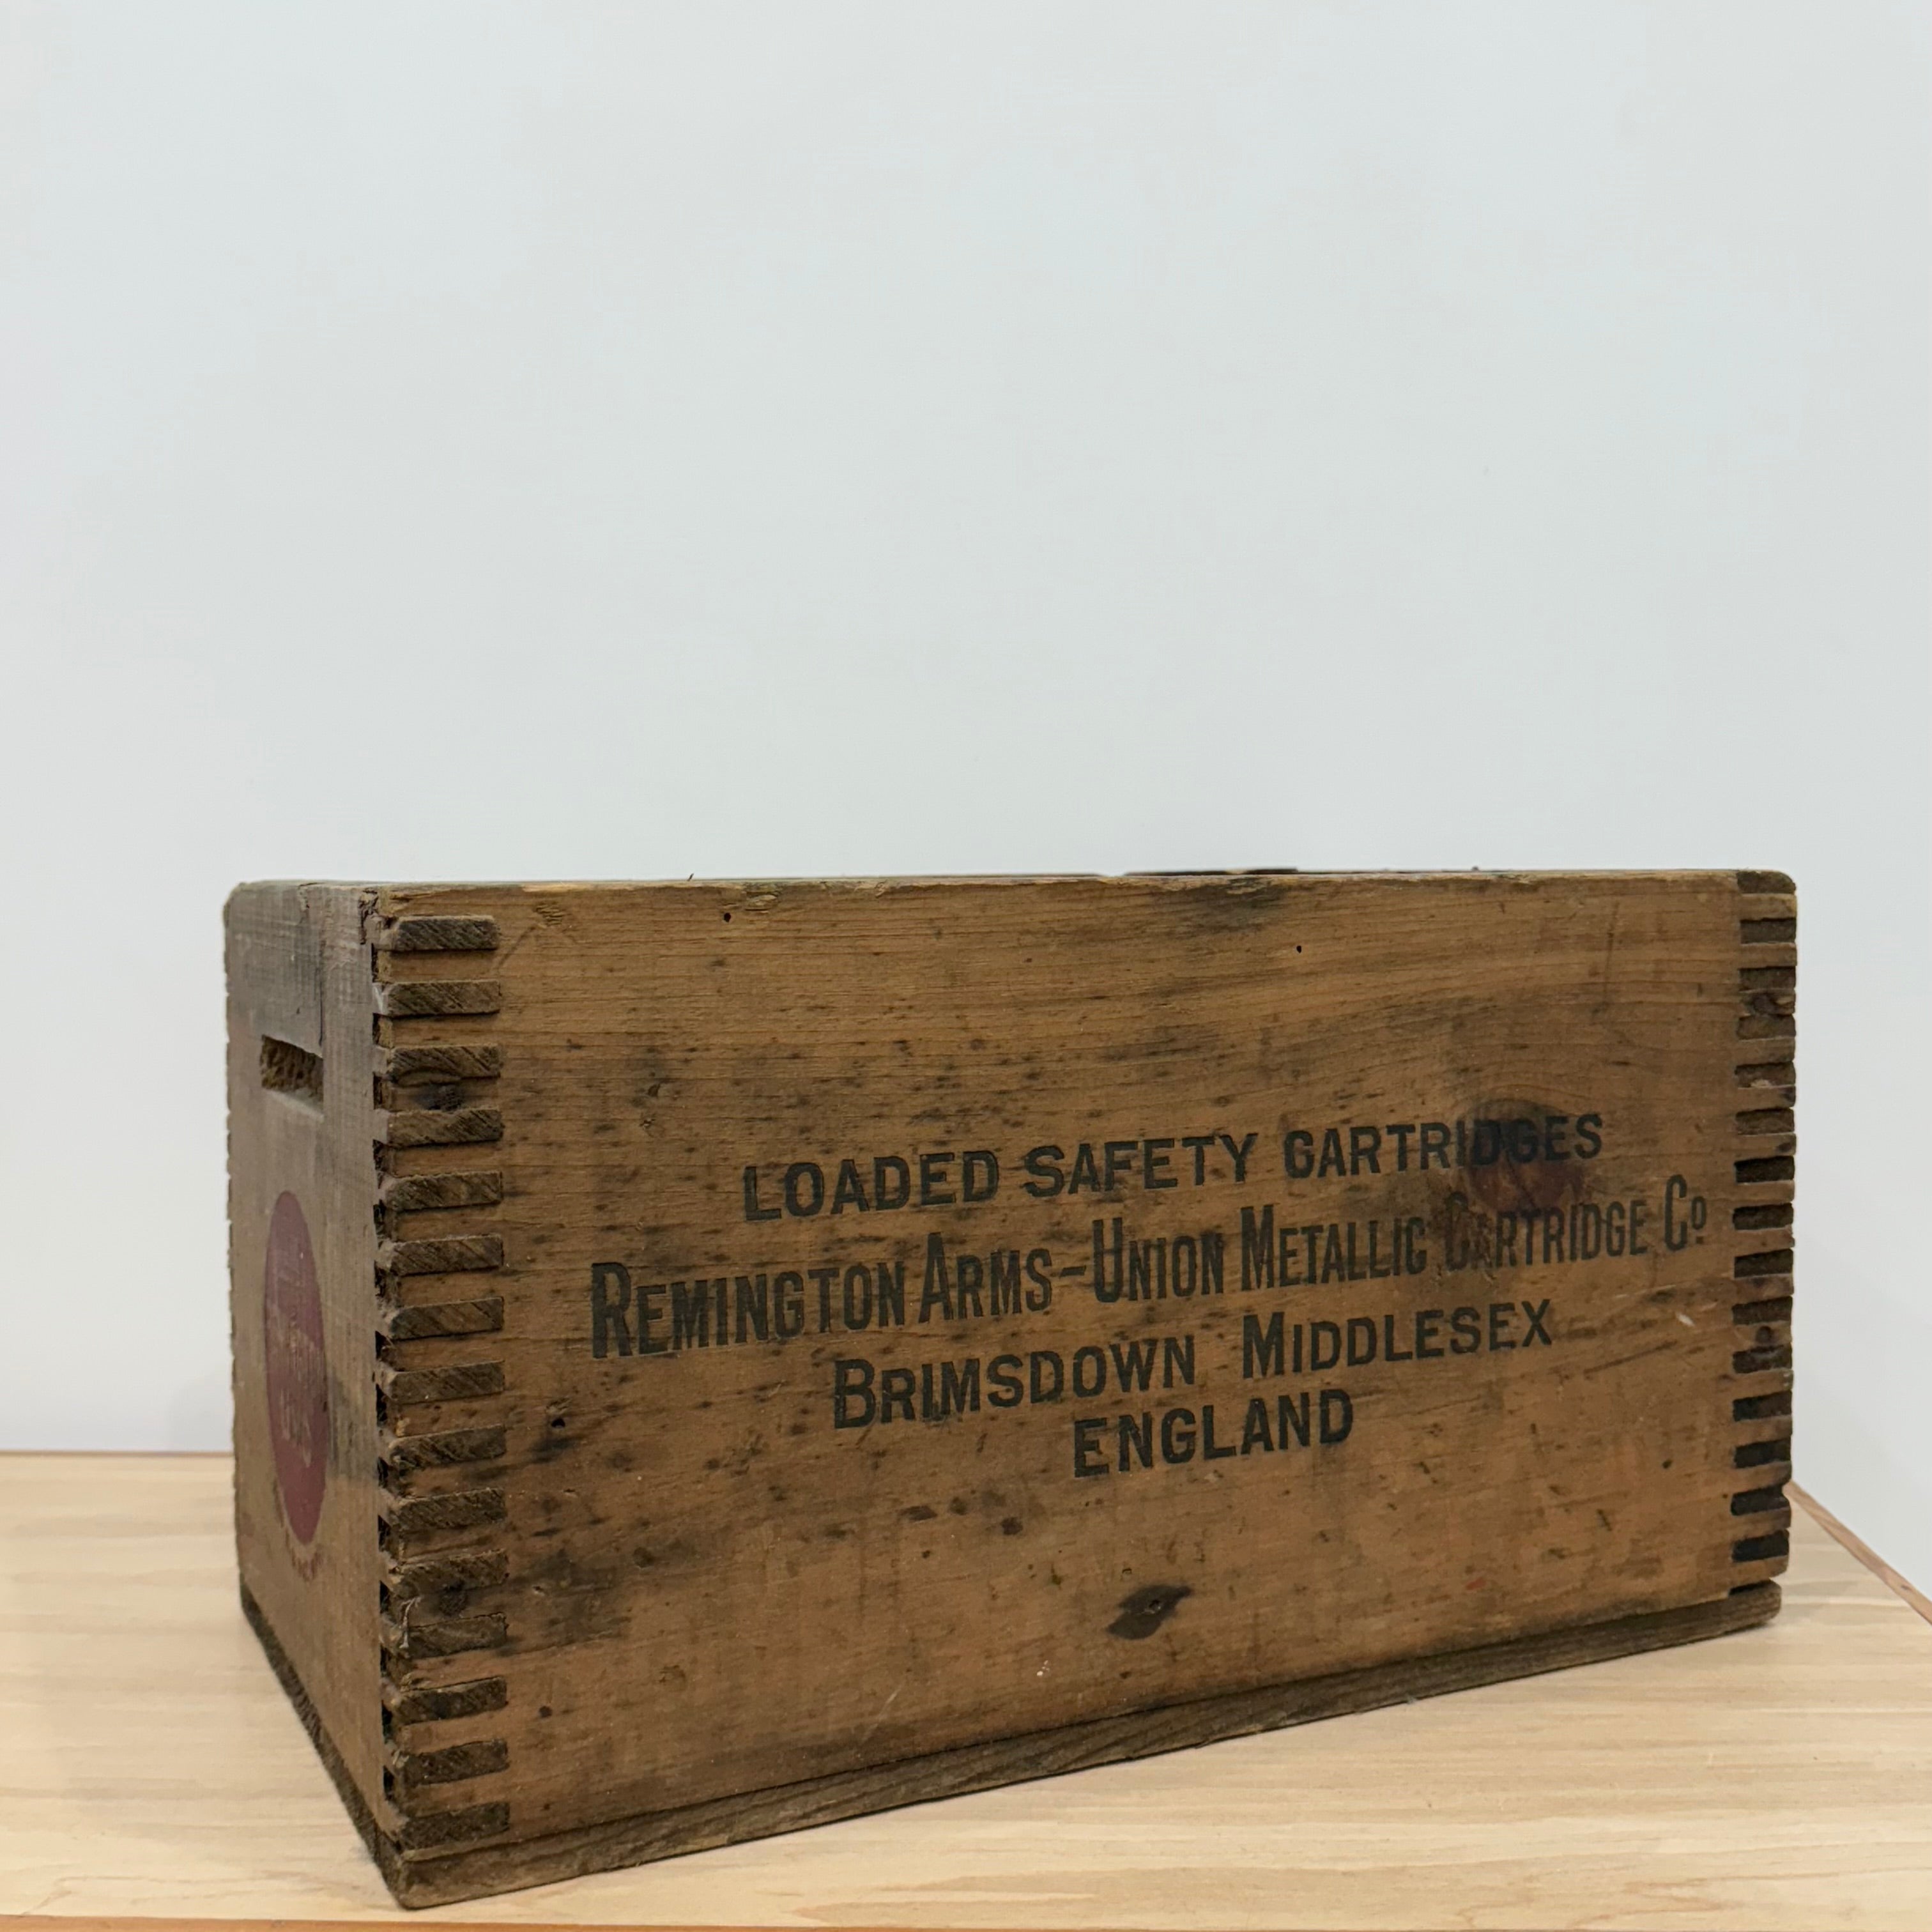 LOADED SAFETY CARTRIDGES
REMINGTON ARMS-UNION METALLIC CARTRIDGE Cº
BRIMSDOWN MIDDLESEX
ENGLAND